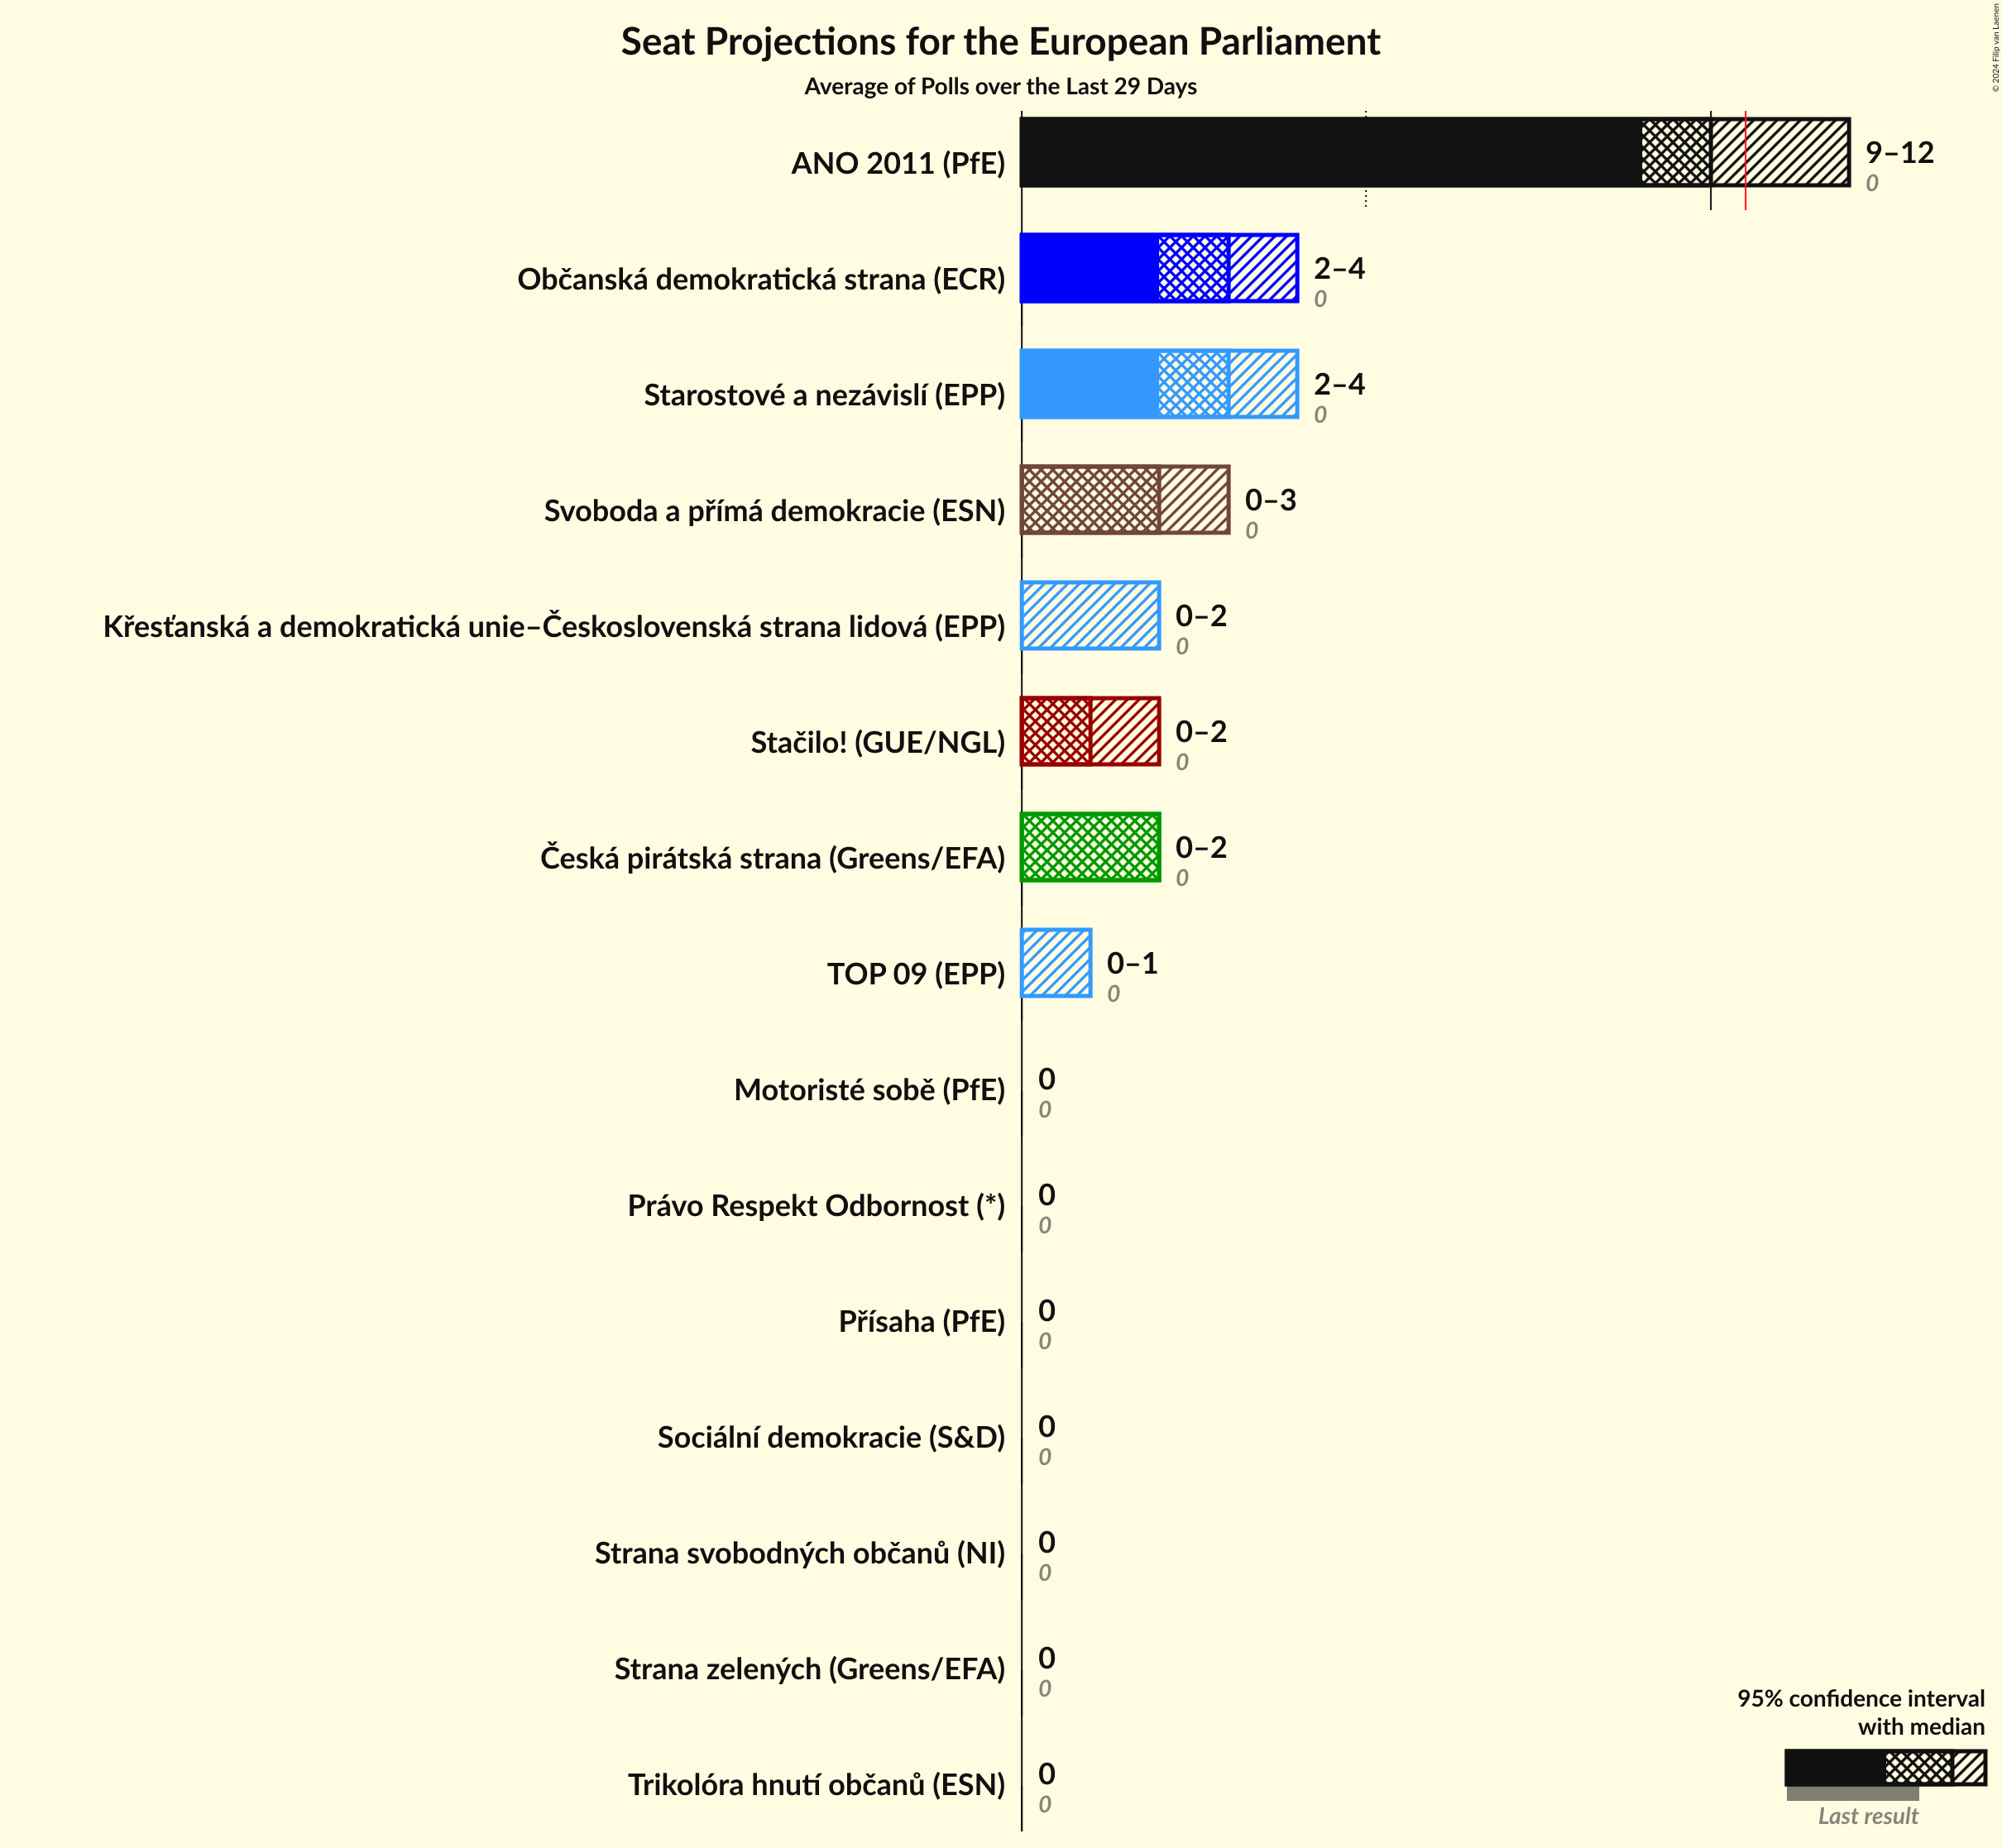 Seat Projections for the European Parliament
Average of Polls over the Last 29 Days
© 2024 Filip van Laenen
ANO 2011 (PfE)
9–12
0
Občanská demokratická strana (ECR)
2–4
0
Starostové a nezávislí (EPP)
2–4
0
Svoboda a přímá demokracie (ESN)
0–3
0
Křesťanská a demokratická unie–Československá strana lidová (EPP)
0–2
0
Stačilo! (GUE/NGL)
0–2
0
Česká pirátská strana (Greens/EFA)
0–2
0
TOP 09 (EPP)
0–1
0
Motoristé sobě (PfE)
0
0
Právo Respekt Odbornost (*)
0
0
Přísaha (PfE)
0
0
Sociální demokracie (S&D)
0
0
Strana svobodných občanů (NI)
0
0
Strana zelených (Greens/EFA)
0
0
Trikolóra hnutí občanů (ESN)
0
0
95% confidence interval
with median
Last result